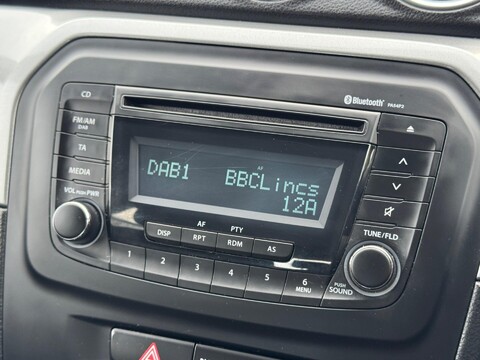 CD
Bluetooth PA54P2
FM/AM
DAB
TA
MEDIA
VOL PUSH PWR
DAB1 BBCLincs
12A
AF PTY
DISP RPT RDM AS
1 2 3 4 5 6
MENU
TUNE/FLD
PUSH
SOUND